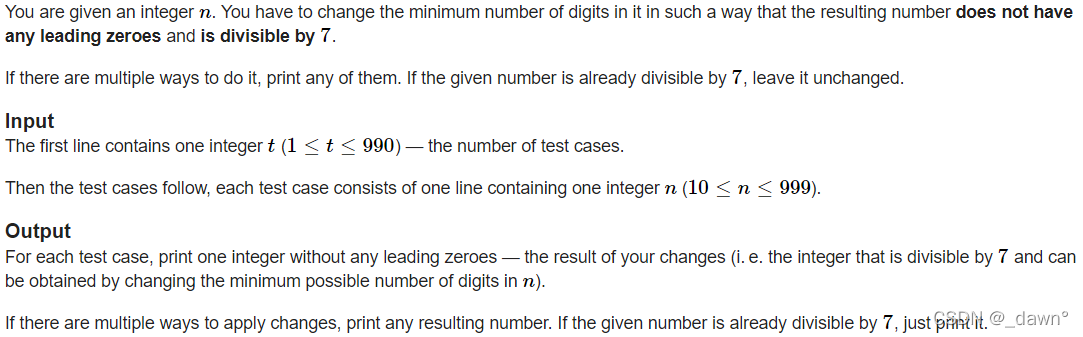 You are given an integer n. You have to change the minimum number of digits in it in such a way that the resulting number does not have
any leading zeroes and is divisible by 7.
If there are multiple ways to do it, print any of them. If the given number is already divisible by 7, leave it unchanged.
Input
The first line contains one integer t (1 ≤ t ≤ 990) — the number of test cases.
Then the test cases follow, each test case consists of one line containing one integer n (10 ≤ n ≤ 999).
Output
For each test case, print one integer without any leading zeroes — the result of your changes (i. e. the integer that is divisible by 7 and can
be obtained by changing the minimum possible number of digits in n).
If there are multiple ways to apply changes, print any resulting number. If the given number is already divisible by 7, just print it.
CSDN @_dawn°